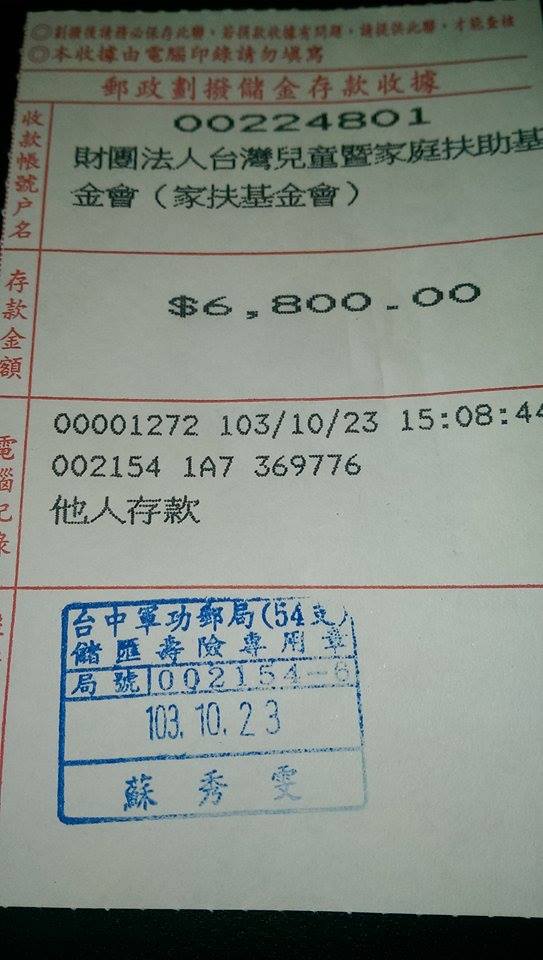 ◎劃撥後請務必保存此聯，若撥款收據有問題，請提供此聯，才能查核
◎本收據由電腦印錄請勿填寫
郵政劃撥儲金存款收據
收款帳號戶名
00224801
財團法人台灣兒童暨家庭扶助基
金會（家扶基金會）
存款金額
$6,800.00
電腦記錄
00001272 103/10/23 15:08:44
002154 1A7 369776
他人存款
台中軍功郵局(54支
儲匯壽險專用章
局號 002154-6
103.10.23
蘇秀雯